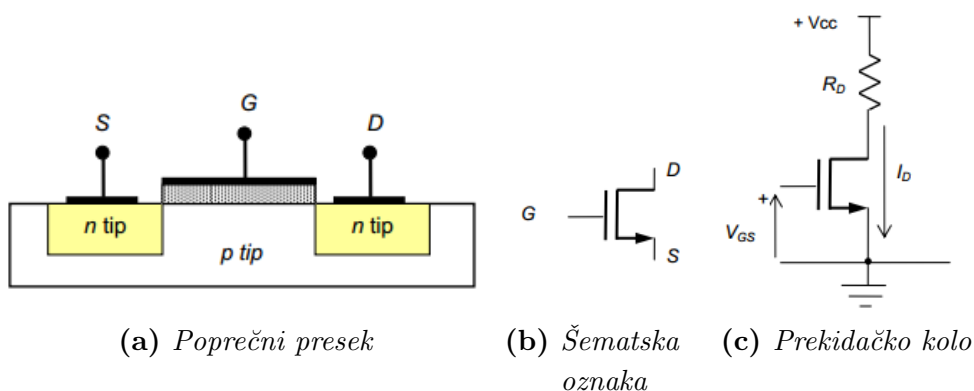 S
G
D
n tip
n tip
p tip
G
D
S
+ Vcc
R_D
I_D
+
V_GS
(a) Poprečni presek
(b) Šematska
oznaka
(c) Prekidačko kolo